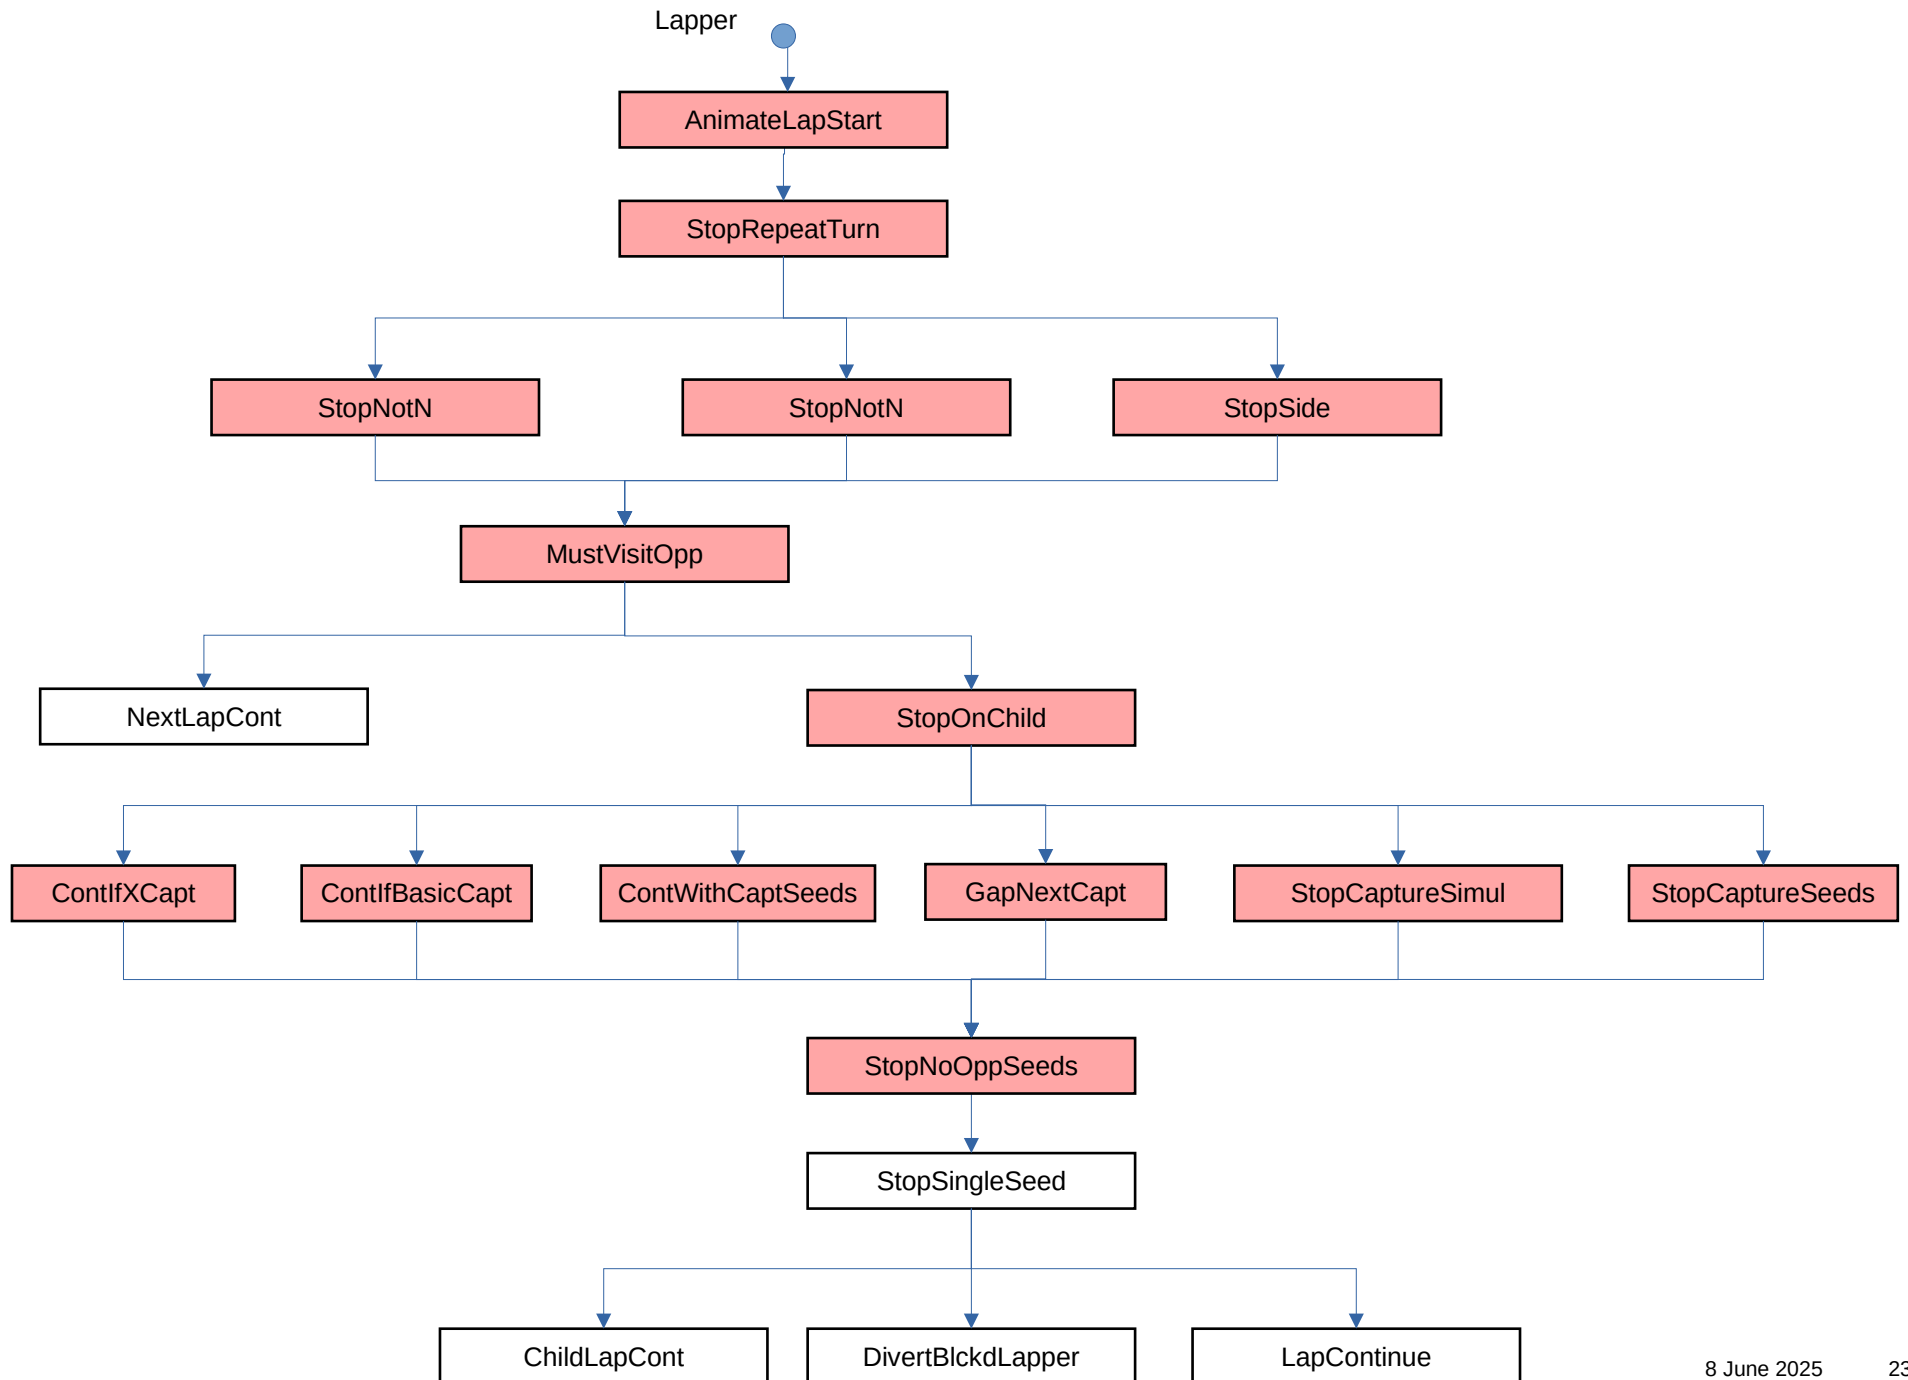 Lapper
AnimateLapStart
StopRepeatTurn
StopNotN
StopNotN
StopSide
MustVisitOpp
NextLapCont
StopOnChild
ContIfXCapt
ContIfBasicCapt
ContWithCaptSeeds
GapNextCapt
StopCaptureSimul
StopCaptureSeeds
StopNoOppSeeds
StopSingleSeed
ChildLapCont
DivertBlckdLapper
LapContinue
8 June 2025 23